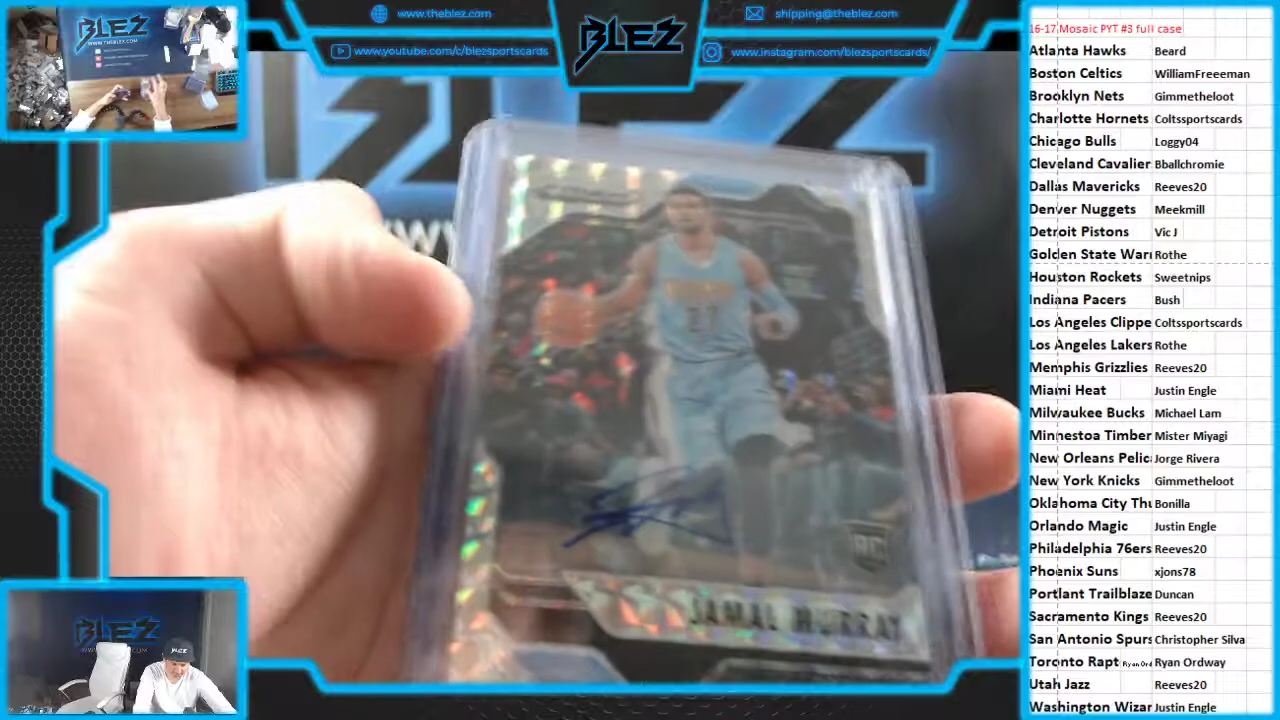 BLEZ
www.theblez.com
www.youtube.com/c/blezsportscards
BLEZ
shipping@theblez.com
www.instagram.com/blezsportscards/
JAMAL MURRAY
RC
BLEZ
16-17 Mosaic PYT #3 full case
Atlanta Hawks Beard
Boston Celtics WilliamFreeeman
Brooklyn Nets Gimmetheloot
Charlotte Hornets Coltssportscards
Chicago Bulls Loggy04
Cleveland Cavalier Bballchromie
Dallas Mavericks Reeves20
Denver Nuggets Meekmill
Detroit Pistons Vic J
Golden State War Rothe
Houston Rockets Sweetnips
Indiana Pacers Bush
Los Angeles Clippe Coltssportscards
Los Angeles Lakers Rothe
Memphis Grizzlies Reeves20
Miami Heat Justin Engle
Milwaukee Bucks Michael Lam
Minnestoa Timber Mister Miyagi
New Orleans Pelic Jorge Rivera
New York Knicks Gimmetheloot
Oklahoma City Thu Bonilla
Orlando Magic Justin Engle
Philadelphia 76ers Reeves20
Phoenix Suns xjons78
Portlant Trailblaze Duncan
Sacramento Kings Reeves20
San Antonio Spurs Christopher Silva
Toronto Rapt Ryan Ord Ryan Ordway
Utah Jazz Reeves20
Washington Wizar Justin Engle